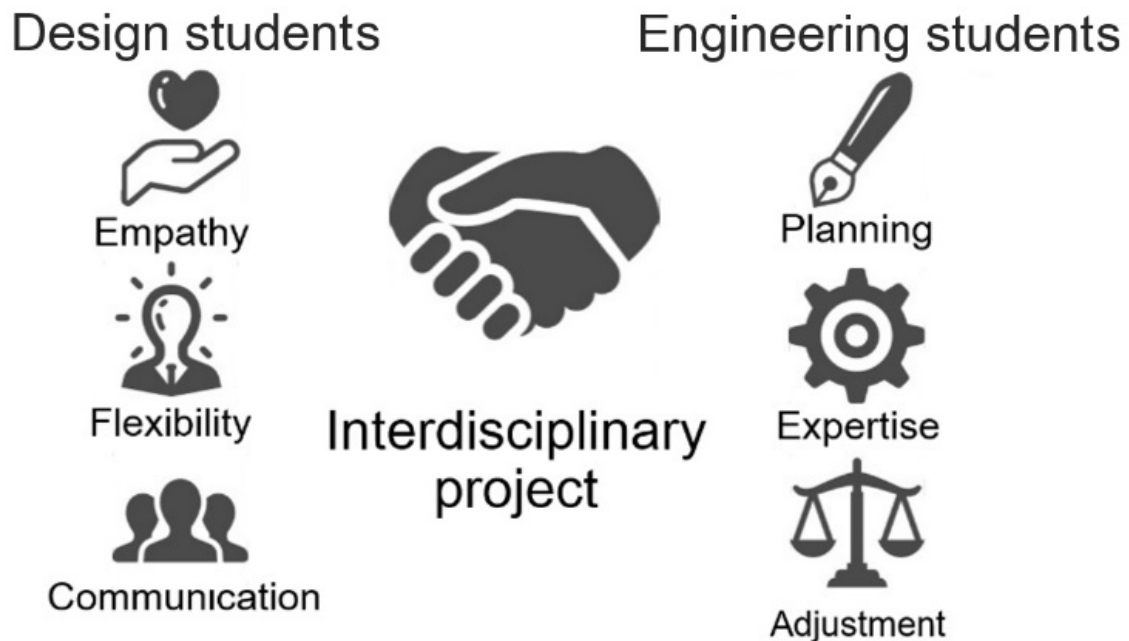 Design students
Engineering students
Empathy
Planning
Flexibility
Expertise
Interdisciplinary
project
Communication
Adjustment